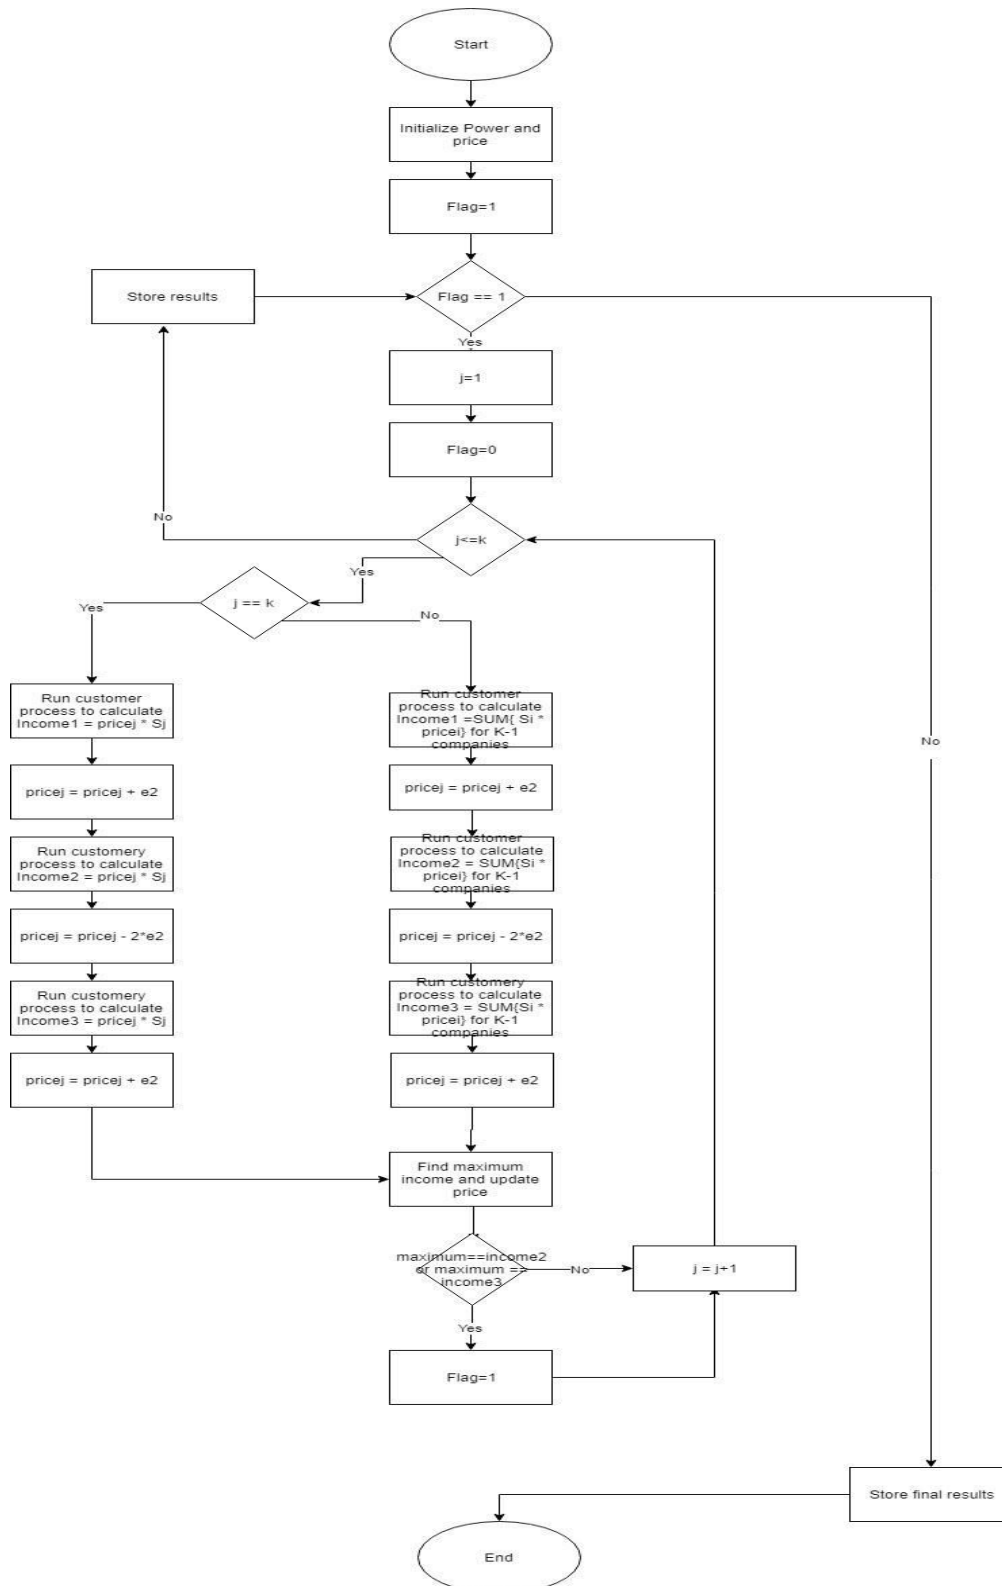 Start
Initialize Power and
price
Flag=1
Store results
Flag == 1
Yes
j=1
Flag=0
No
j<=k
Yes
j == k
Yes
No
Run customer
process to calculate
Income1 = pricej * Sj
Run customer
process to calculate
Income1 =SUM{ Si *
pricei} for K-1
companies
No
pricej = pricej + e2
pricej = pricej + e2
Run customery
process to calculate
Income2 = pricej * Sj
Run customer
process to calculate
Income2 = SUM{Si *
pricei} for K-1
companies
pricej = pricej - 2*e2
pricej = pricej - 2*e2
Run customery
process to calculate
Income3 = pricej * Sj
Run customery
process to calculate
Income3 = SUM{Si *
pricei} for K-1
companies
pricej = pricej + e2
pricej = pricej + e2
Find maximum
income and update
price
maximum==income2
or maximum ==
income3
No
j = j+1
Yes
Flag=1
Store final results
End